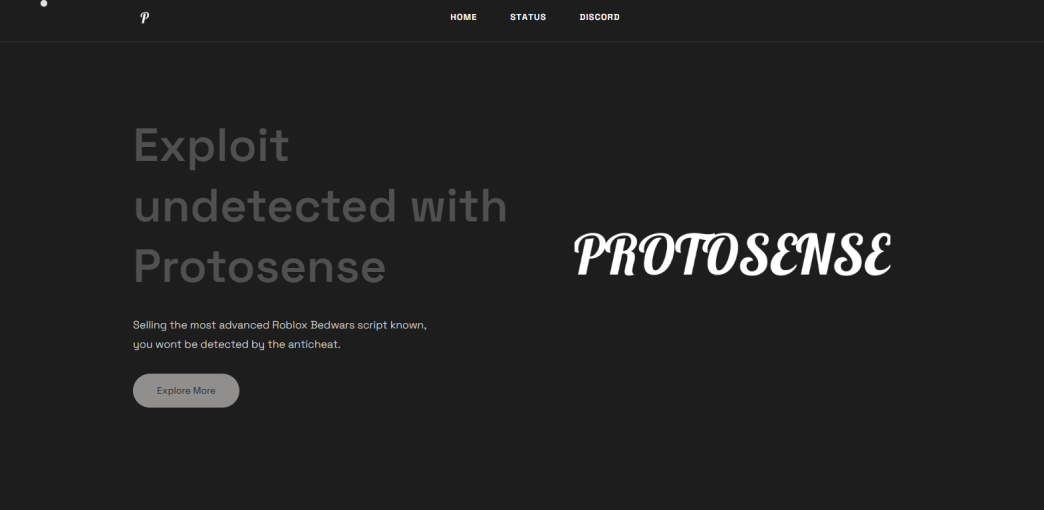 P
HOME STATUS DISCORD
Exploit
undetected with
Protosense
PROTOSENSE
Selling the most advanced Roblox Bedwars script known,
you wont be detected by the anticheat.
Explore More